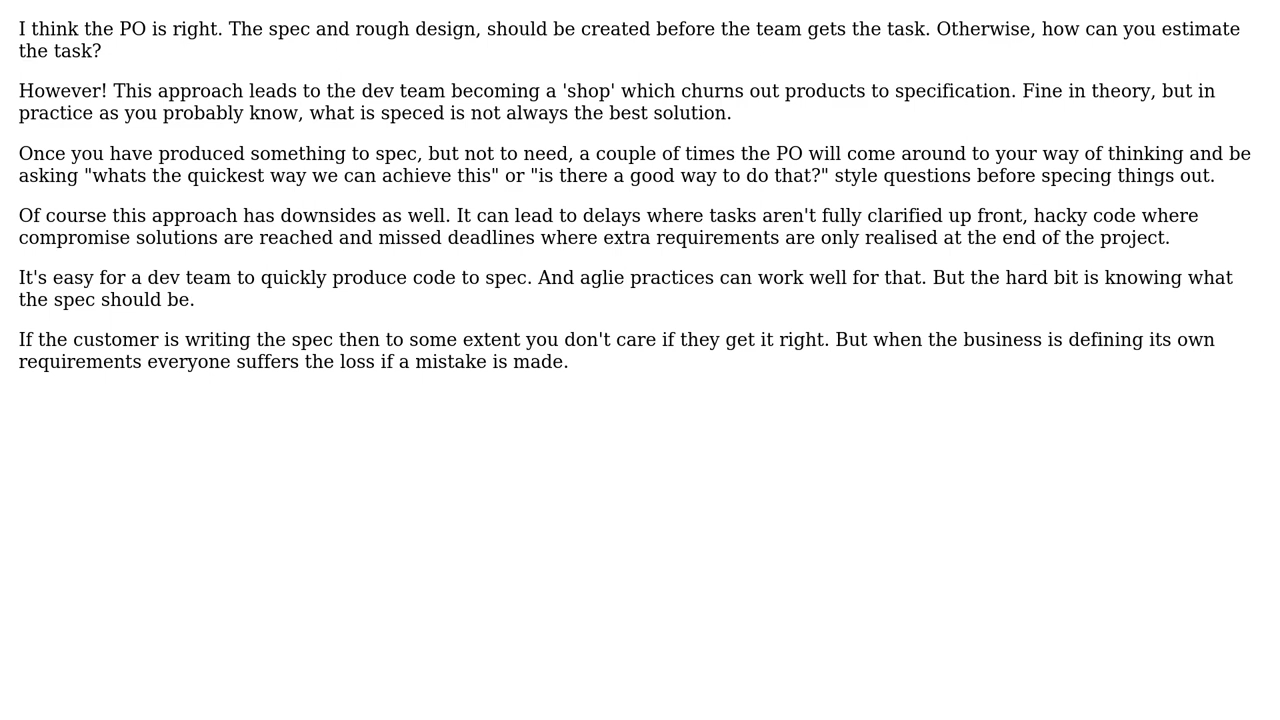 I think the PO is right. The spec and rough design, should be created before the team gets the task. Otherwise, how can you estimate
the task?
However! This approach leads to the dev team becoming a 'shop' which churns out products to specification. Fine in theory, but in
practice as you probably know, what is speced is not always the best solution.
Once you have produced something to spec, but not to need, a couple of times the PO will come around to your way of thinking and be
asking "whats the quickest way we can achieve this" or "is there a good way to do that?" style questions before specing things out.
Of course this approach has downsides as well. It can lead to delays where tasks aren't fully clarified up front, hacky code where
compromise solutions are reached and missed deadlines where extra requirements are only realised at the end of the project.
It's easy for a dev team to quickly produce code to spec. And aglie practices can work well for that. But the hard bit is knowing what
the spec should be.
If the customer is writing the spec then to some extent you don't care if they get it right. But when the business is defining its own
requirements everyone suffers the loss if a mistake is made.